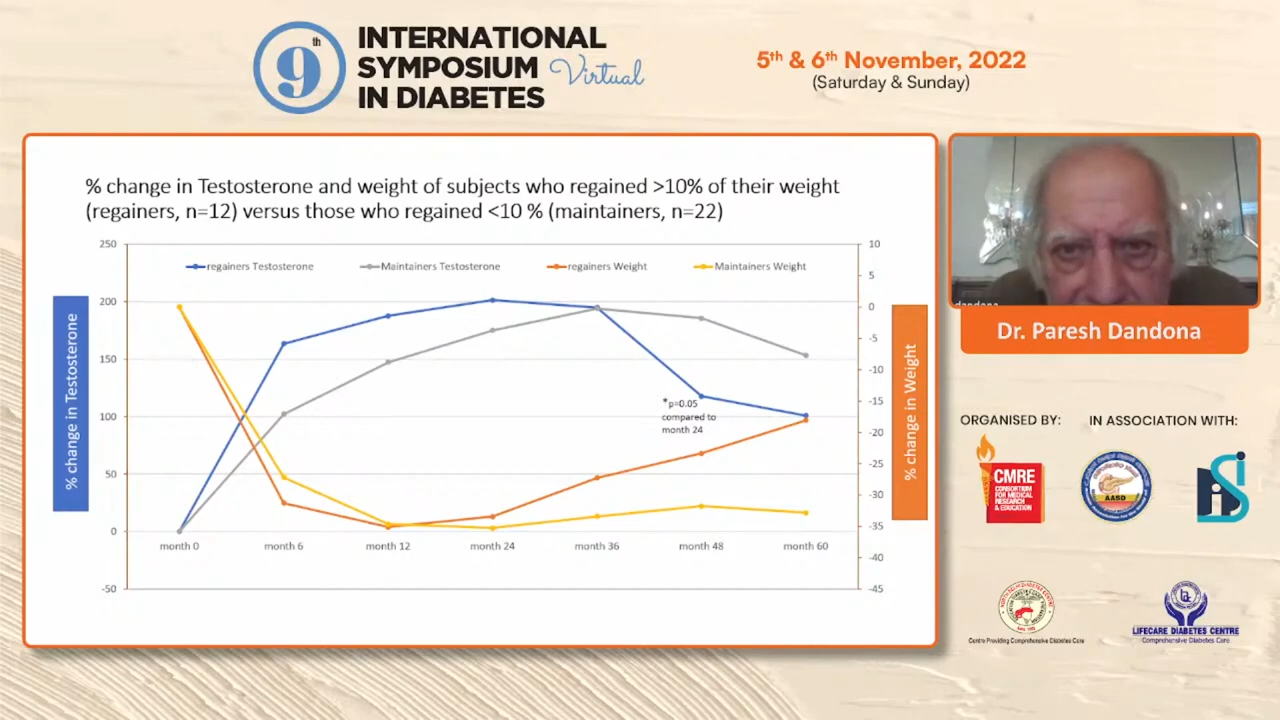 9th
INTERNATIONAL
SYMPOSIUM
Virtual
IN DIABETES
5th & 6th November, 2022
(Saturday & Sunday)
% change in Testosterone and weight of subjects who regained >10% of their weight
(regainers, n=12) versus those who regained <10 % (maintainers, n=22)
regainers Testosterone
Maintainers Testosterone
regainers Weight
Maintainers Weight
% change in Testosterone
250
200
150
100
50
0
-50
10
5
0
-5
-10
-15
-20
-25
-30
-35
-40
-45
% change in Weight
*p=0.05
compared to
month 24
month 0
month 6
month 12
month 24
month 36
month 48
month 60
dandona
Dr. Paresh Dandona
ORGANISED BY:
IN ASSOCIATION WITH:
CMRE
CONSORTIUM
FOR MEDICAL
RESEARCH
& EDUCATION
AASD
Centre Providing Comprehensive Diabetes Care
LIFECARE DIABETES CENTRE
Comprehensive Diabetes Care